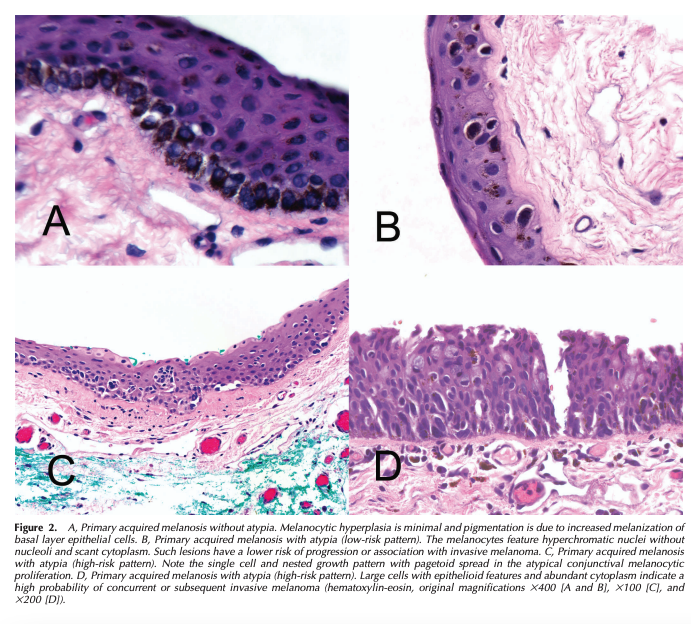 A
B
C
D
Figure 2. A, Primary acquired melanosis without atypia. Melanocytic hyperplasia is minimal and pigmentation is due to increased melanization of
basal layer epithelial cells. B, Primary acquired melanosis with atypia (low-risk pattern). The melanocytes feature hyperchromatic nuclei without
nucleoli and scant cytoplasm. Such lesions have a lower risk of progression or association with invasive melanoma. C, Primary acquired melanosis
with atypia (high-risk pattern). Note the single cell and nested growth pattern with pagetoid spread in the atypical conjunctival melanocytic
proliferation. D, Primary acquired melanosis with atypia (high-risk pattern). Large cells with epithelioid features and abundant cytoplasm indicate a
high probability of concurrent or subsequent invasive melanoma (hematoxylin-eosin, original magnifications ×400 [A and B], ×100 [C], and
×200 [D]).